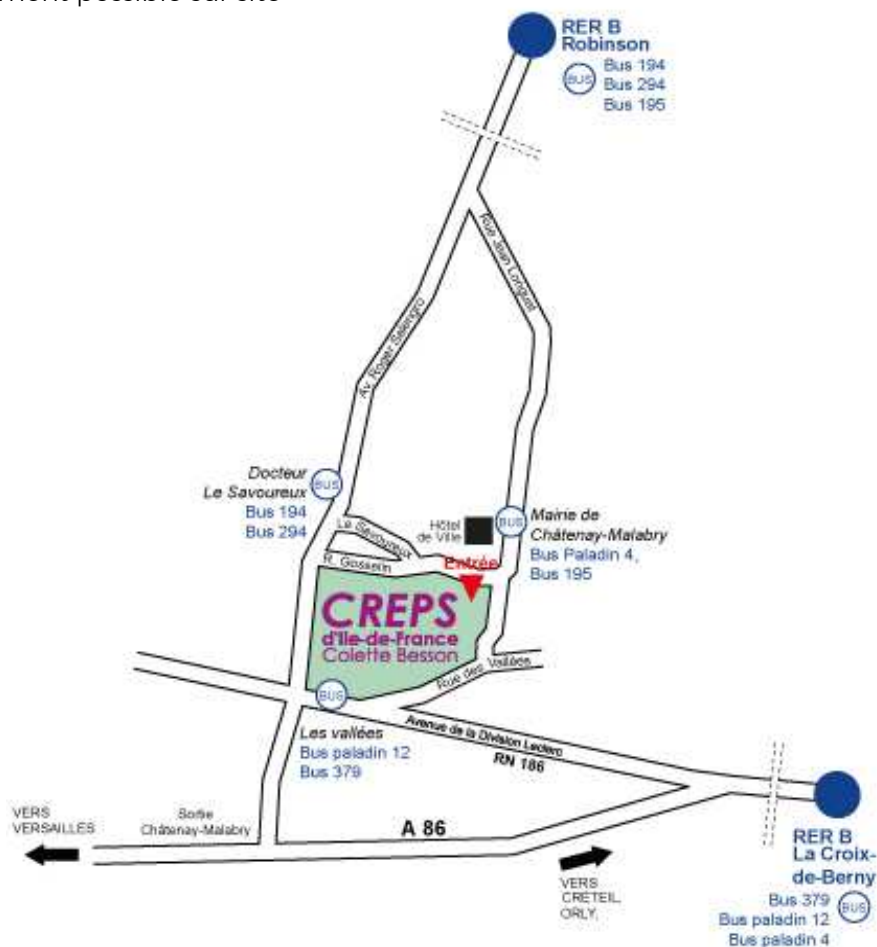 RER B
Robinson
BUS
Bus 194
Bus 294
Bus 195
Rue Jean Longuet
Av. Roger Salengro
Docteur
Le Savoureux
BUS
Bus 194
Bus 294
Le Savoureux
Hôtel
de Ville
BUS
Mairie de
Châtenay-Malabry
Bus Paladin 4,
Bus 195
R. Gosselin
Entrée
CREPS
d'Ile-de-France
Colette Besson
Rue des Vallées
BUS
Les vallées
Bus paladin 12
Bus 379
Avenue de la Division Leclerc
RN 186
VERS
VERSAILLES
Sortie
Châtenay-Malabry
A 86
VERS
CRETEIL,
ORLY,
RER B
La Croix-
de-Berny
Bus 379
BUS
Bus paladin 12
Bus paladin 4